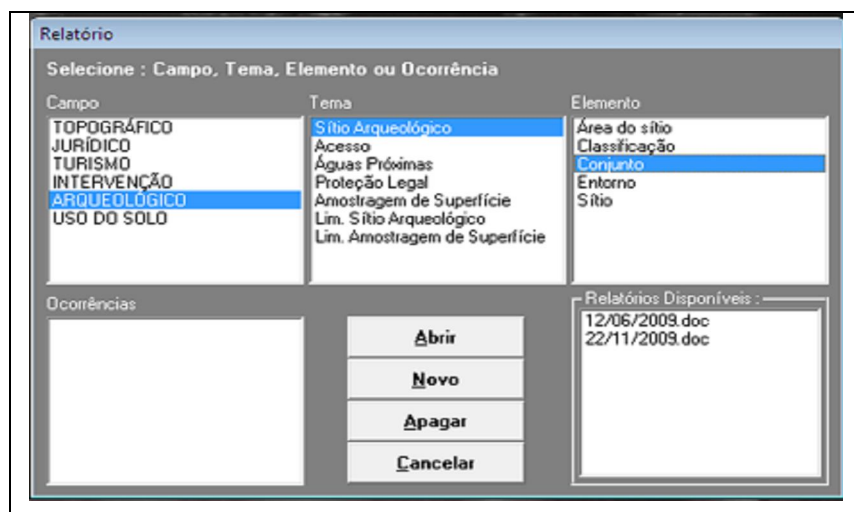 Relatório
Selecione : Campo, Tema, Elemento ou Ocorrência
Campo
TOPOGRÁFICO
JURÍDICO
TURISMO
INTERVENÇÃO
ARQUEOLÓGICO
USO DO SOLO
Tema
Sítio Arqueológico
Acesso
Águas Próximas
Proteção Legal
Amostragem de Superfície
Lim. Sítio Arqueológico
Lim. Amostragem de Superfície
Elemento
Área do sítio
Classificação
Conjunto
Entorno
Sítio
Ocorrências
Abrir
Novo
Apagar
Cancelar
Relatórios Disponíveis :
12/06/2009.doc
22/11/2009.doc